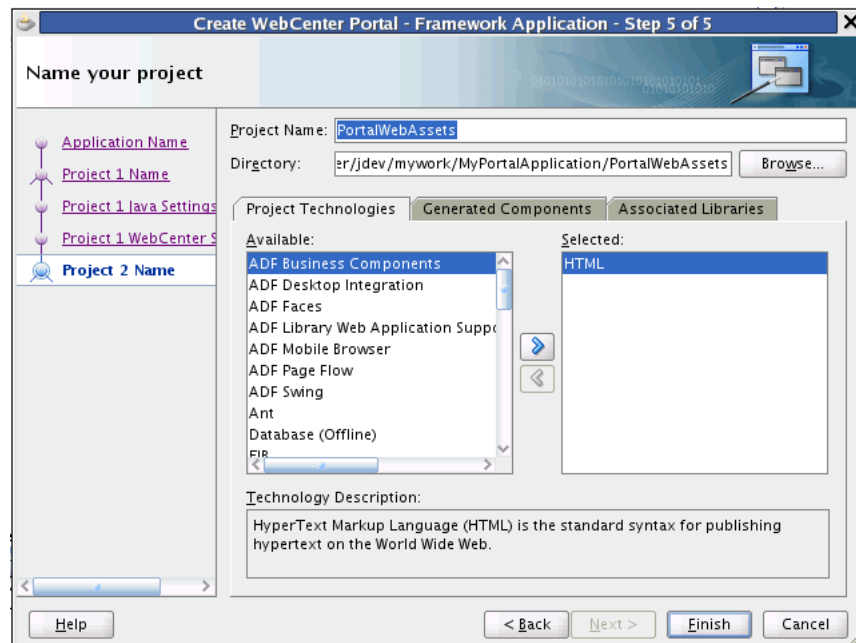 Create WebCenter Portal - Framework Application - Step 5 of 5
Name your project
Application Name
Project 1 Name
Project 1 Java Settings
Project 1 WebCenter S
Project 2 Name
Project Name: PortalWebAssets
Directory: er/jdev/mywork/MyPortalApplication/PortalWebAssets Browse...
Project Technologies Generated Components Associated Libraries
Available: Selected:
ADF Business Components HTML
ADF Desktop Integration
ADF Faces
ADF Library Web Application Suppo
ADF Mobile Browser
ADF Page Flow
ADF Swing
Ant
Database (Offline)
EJB
Technology Description:
HyperText Markup Language (HTML) is the standard syntax for publishing
hypertext on the World Wide Web.
Help < Back Next > Finish Cancel